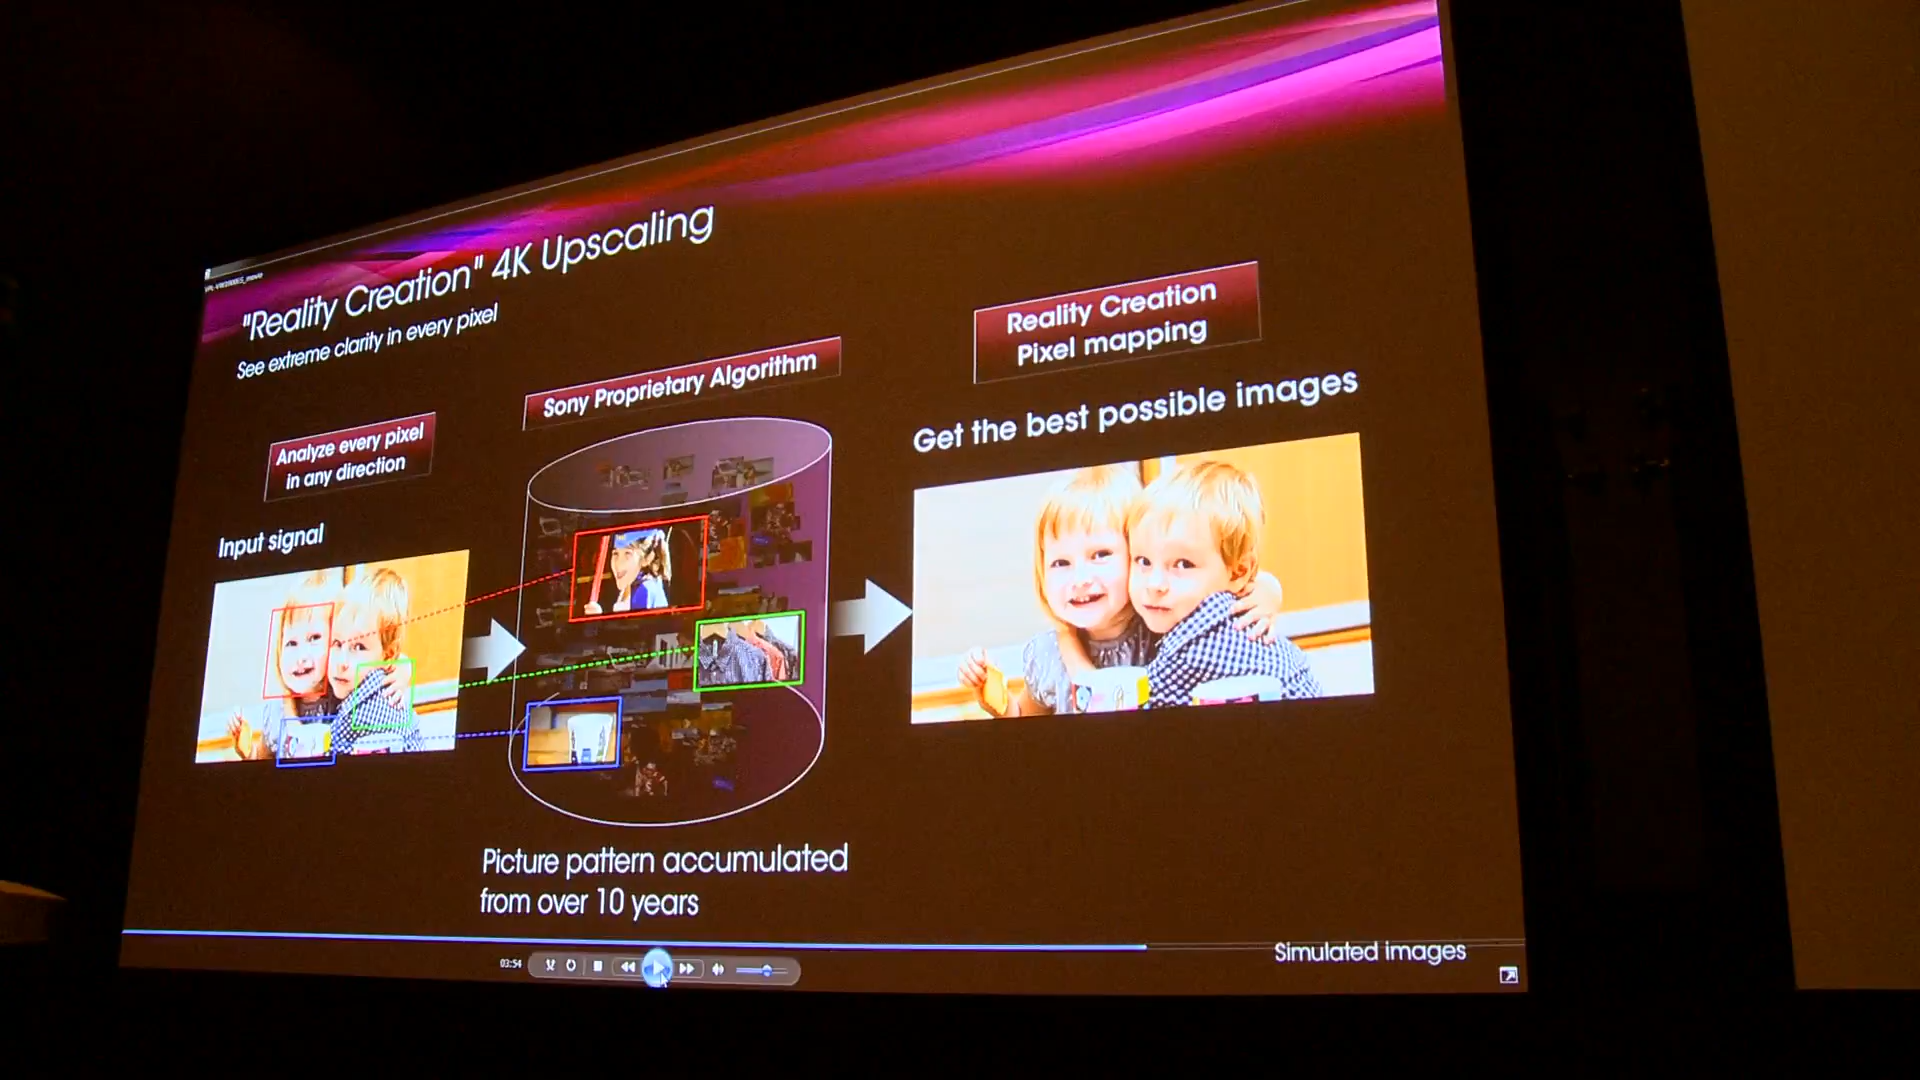 "Reality Creation" 4K Upscaling
See extreme clarity in every pixel
Analyze every pixel
in any direction
Input signal
Sony Proprietary Algorithm
Picture pattern accumulated
from over 10 years
Reality Creation
Pixel mapping
Get the best possible images
Simulated images
03:54